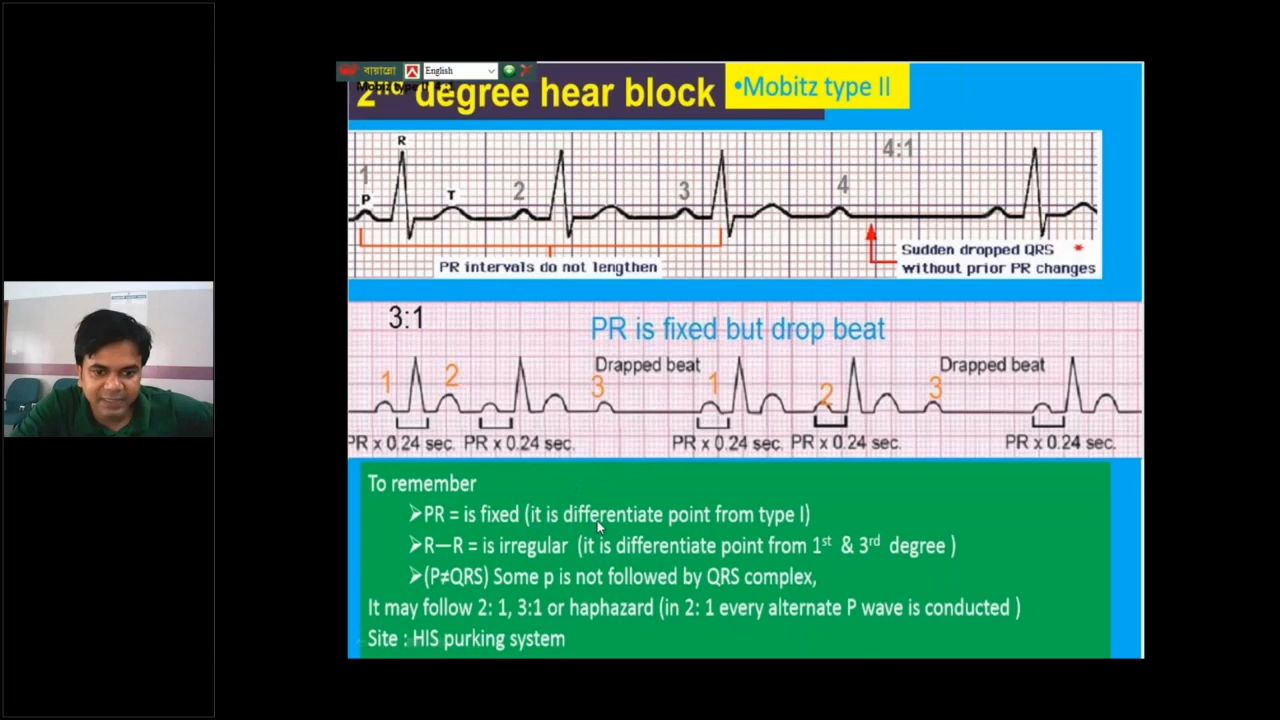 বায়ান্নো English
2nd degree hear block
•Mobitz type II
R
4:1
1
P
T
2
3
4
Sudden dropped QRS *
without prior PR changes
PR intervals do not lengthen
3:1
PR is fixed but drop beat
Drapped beat
Drapped beat
1
2
3
1
2
3
PR x 0.24 sec. PR x 0.24 sec. PR x 0.24 sec. PR x 0.24 sec. PR x 0.24 sec.
To remember
➢PR = is fixed (it is differentiate point from type I)
➢R—R = is irregular (it is differentiate point from 1st & 3rd degree )
➢(P≠QRS) Some p is not followed by QRS complex,
It may follow 2: 1, 3:1 or haphazard (in 2: 1 every alternate P wave is conducted )
Site : HIS purking system